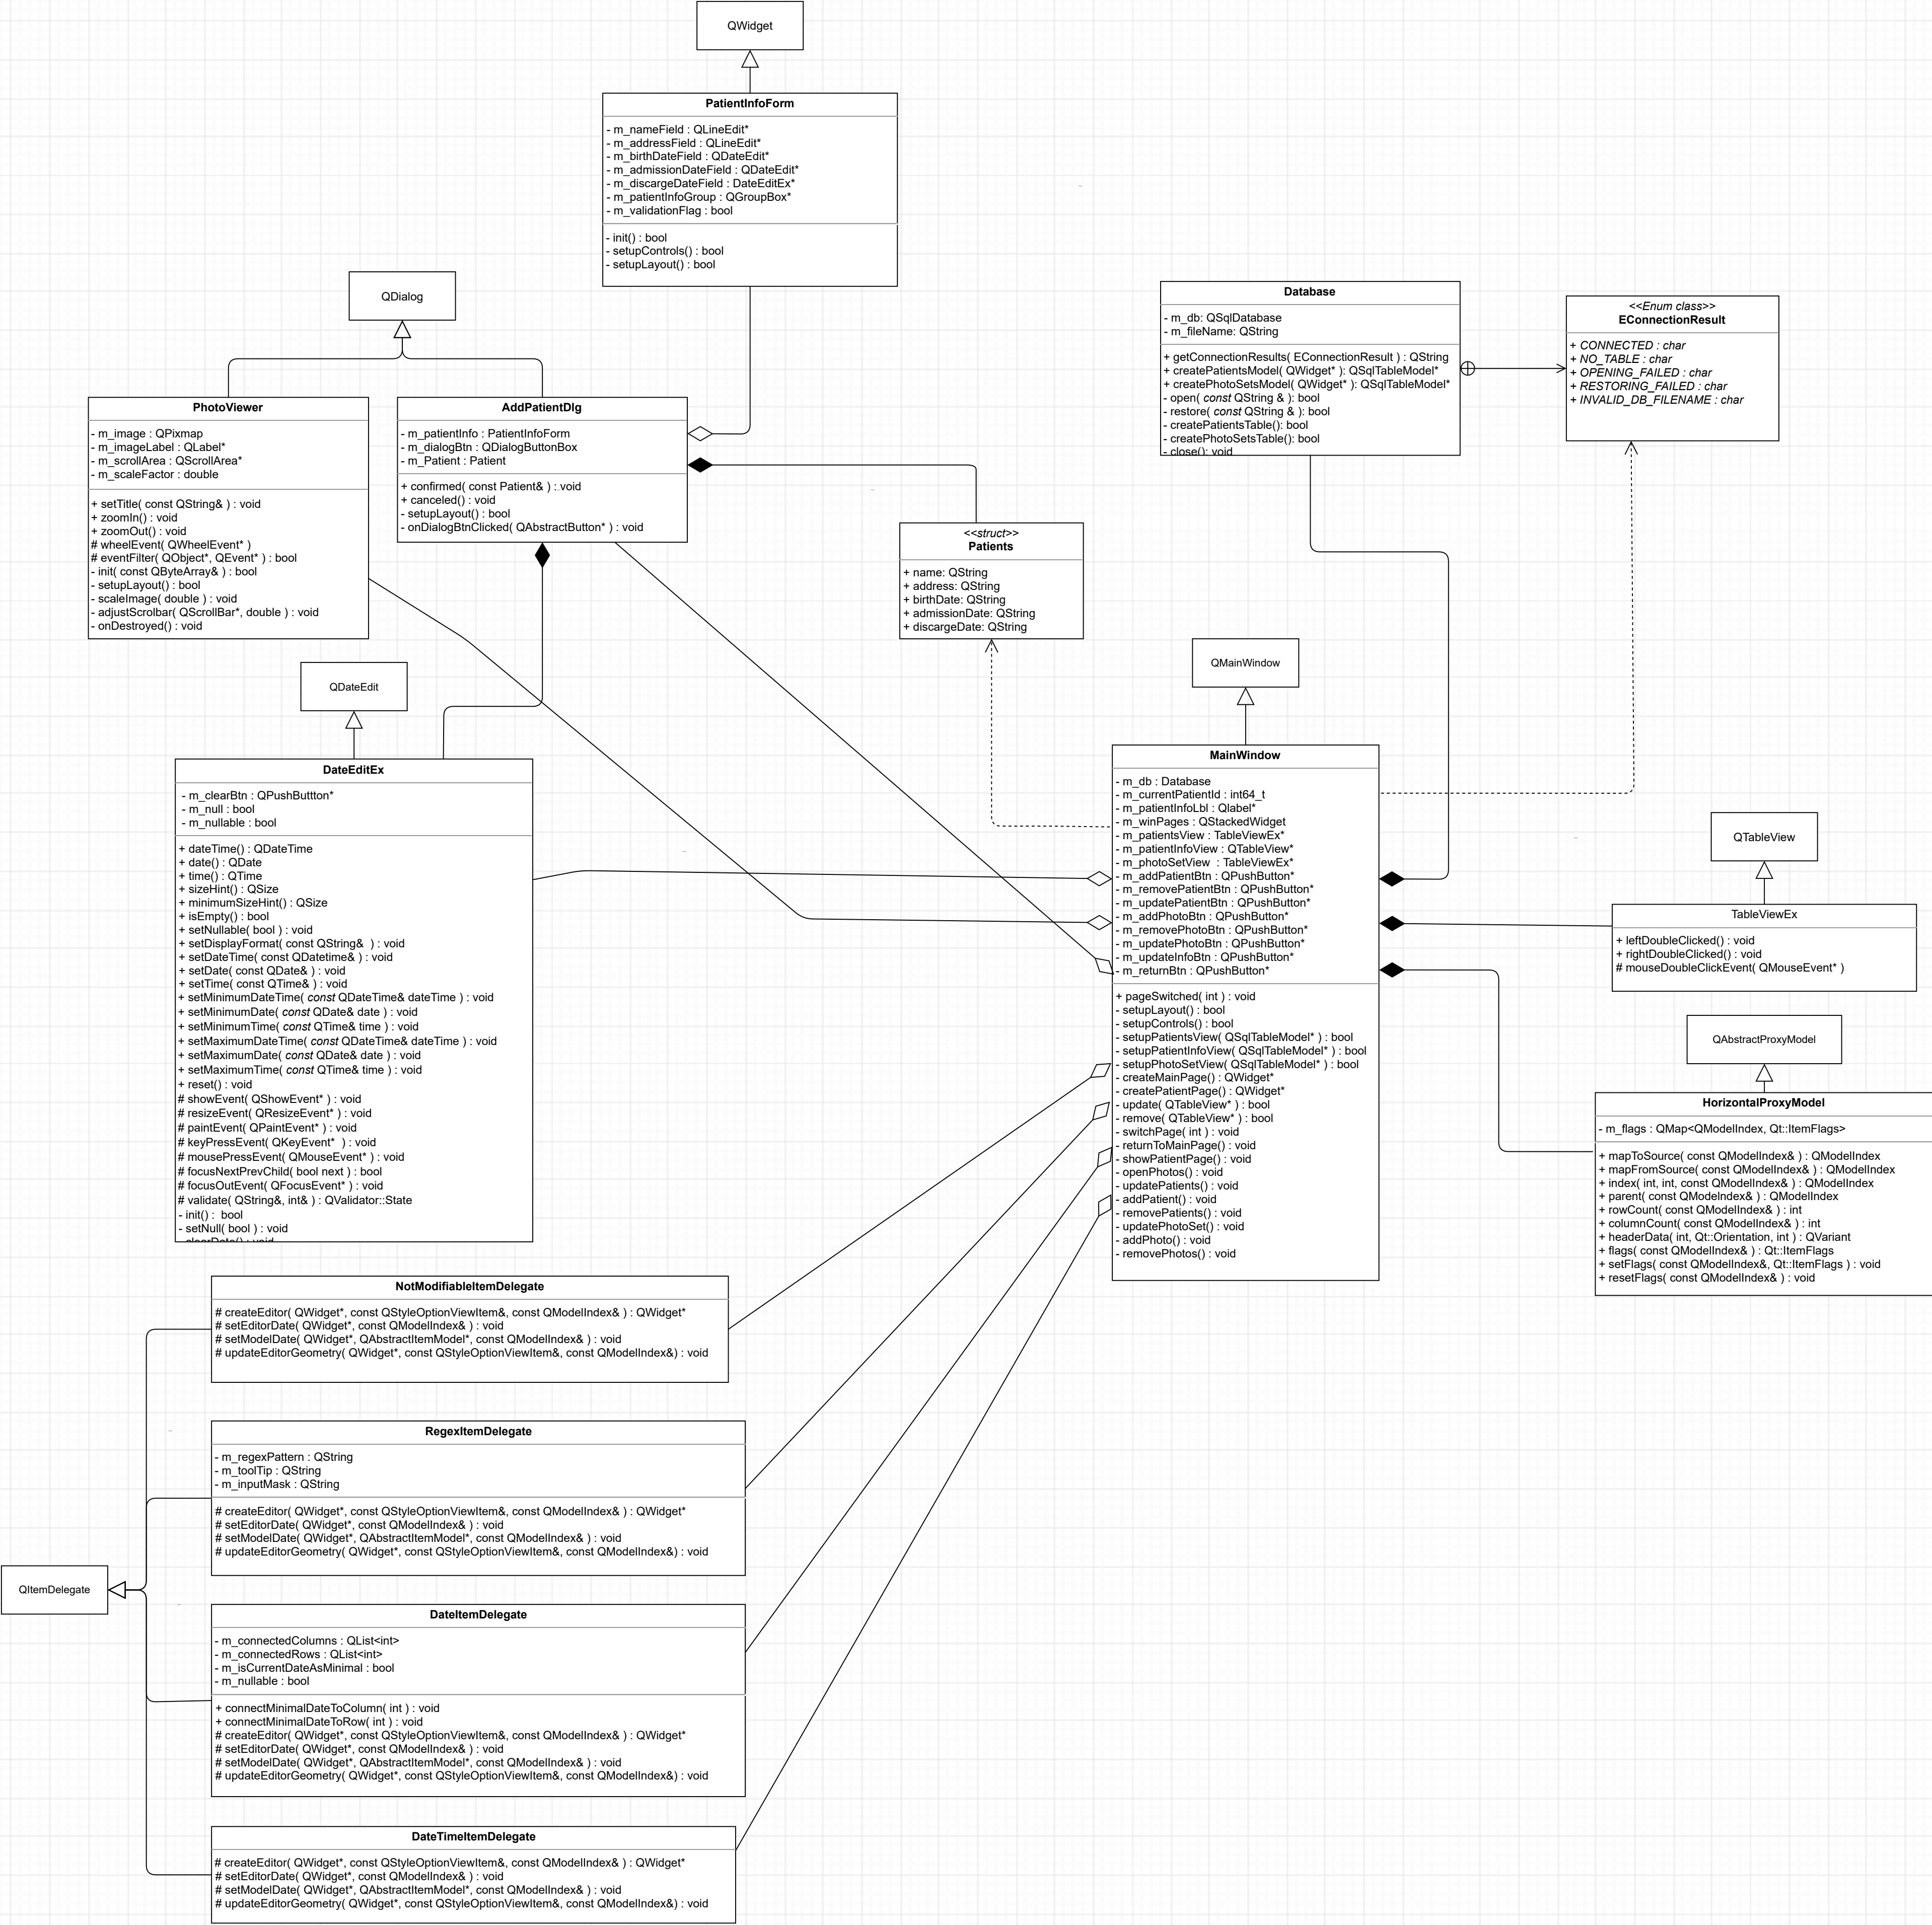 QWidget
PatientInfoForm
- m_nameField : QLineEdit*
- m_addressField : QLineEdit*
- m_birthDateField : QDateEdit*
- m_admissionDateField : QDateEdit*
- m_discargeDateField : DateEditEx*
- m_patientInfoGroup : QGroupBox*
- m_validationFlag : bool
- init() : bool
- setupControls() : bool
- setupLayout() : bool
QDialog
PhotoViewer
- m_image : QPixmap
- m_imageLabel : QLabel*
- m_scrollArea : QScrollArea*
- m_scaleFactor : double
+ setTitle( const QString& ) : void
+ zoomIn() : void
+ zoomOut() : void
# wheelEvent( QWheelEvent* )
# eventFilter( QObject*, QEvent* ) : bool
- init( const QByteArray& ) : bool
- setupLayout() : bool
- scaleImage( double ) : void
- adjustScrolbar( QScrollBar*, double ) : void
- onDestroyed() : void
AddPatientDlg
- m_patientInfo : PatientInfoForm
- m_dialogBtn : QDialogButtonBox
- m_Patient : Patient
+ confirmed( const Patient& ) : void
+ canceled() : void
- setupLayout() : bool
- onDialogBtnClicked( QAbstractButton* ) : void
Database
- m_db: QSqlDatabase
- m_fileName: QString
+ getConnectionResults( EConnectionResult ) : QString
+ createPatientsModel( QWidget* ): QSqlTableModel*
+ createPhotoSetsModel( QWidget* ): QSqlTableModel*
- open( const QString & ): bool
- restore( const QString & ): bool
- createPatientsTable(): bool
- createPhotoSetsTable(): bool
- close(): void
<<Enum class>>
EConnectionResult
+ CONNECTED : char
+ NO_TABLE : char
+ OPENING_FAILED : char
+ RESTORING_FAILED : char
+ INVALID_DB_FILENAME : char
<<struct>>
Patients
+ name: QString
+ address: QString
+ birthDate: QString
+ admissionDate: QString
+ discargeDate: QString
QDateEdit
DateEditEx
- m_clearBtn : QPushButtton*
- m_null : bool
- m_nullable : bool
+ dateTime() : QDateTime
+ date() : QDate
+ time() : QTime
+ sizeHint() : QSize
+ minimumSizeHint() : QSize
+ isEmpty() : bool
+ setNullable( bool ) : void
+ setDisplayFormat( const QString&  ) : void
+ setDateTime( const QDatetime& ) : void
+ setDate( const QDate& ) : void
+ setTime( const QTime& ) : void
+ setMinimumDateTime( const QDateTime& dateTime ) : void
+ setMinimumDate( const QDate& date ) : void
+ setMinimumTime( const QTime& time ) : void
+ setMaximumDateTime( const QDateTime& dateTime ) : void
+ setMaximumDate( const QDate& date ) : void
+ setMaximumTime( const QTime& time ) : void
+ reset() : void
# showEvent( QShowEvent* ) : void
# resizeEvent( QResizeEvent* ) : void
# paintEvent( QPaintEvent* ) : void
# keyPressEvent( QKeyEvent*  ) : void
# mousePressEvent( QMouseEvent* ) : void
# focusNextPrevChild( bool next ) : bool
# focusOutEvent( QFocusEvent* ) : void
# validate( QString&, int& ) : QValidator::State
- init() :  bool
- setNull( bool ) : void
QMainWindow
MainWindow
- m_db : Database
- m_currentPatientId : int64_t
- m_patientInfoLbl : Qlabel*
- m_winPages : QStackedWidget
- m_patientsView : TableViewEx*
- m_patientInfoView : QTableView*
- m_photoSetView  : TableViewEx*
- m_addPatientBtn : QPushButton*
- m_removePatientBtn : QPushButton*
- m_updatePatientBtn : QPushButton*
- m_addPhotoBtn : QPushButton*
- m_removePhotoBtn : QPushButton*
- m_updatePhotoBtn : QPushButton*
- m_updateInfoBtn : QPushButton*
- m_returnBtn : QPushButton*
+ pageSwitched( int ) : void
- setupLayout() : bool
- setupControls() : bool
- setupPatientsView( QSqlTableModel* ) : bool
- setupPatientInfoView( QSqlTableModel* ) : bool
- setupPhotoSetView( QSqlTableModel* ) : bool
- createMainPage() : QWidget*
- createPatientPage() : QWidget*
- update( QTableView* ) : bool
- remove( QTableView* ) : bool
- switchPage( int ) : void
- returnToMainPage() : void
- showPatientPage() : void
- openPhotos() : void
- updatePatients() : void
- addPatient() : void
- removePatients() : void
- updatePhotoSet() : void
- addPhoto() : void
- removePhotos() : void
QTableView
TableViewEx
+ leftDoubleClicked() : void
+ rightDoubleClicked() : void
# mouseDoubleClickEvent( QMouseEvent* )
QAbstractProxyModel
HorizontalProxyModel
- m_flags : QMap<QModelIndex, Qt::ItemFlags>
+ mapToSource( const QModelIndex& ) : QModelIndex
+ mapFromSource( const QModelIndex& ) : QModelIndex
+ index( int, int, const QModelIndex& ) : QModelIndex
+ parent( const QModeIndex& ) : QModelIndex
+ rowCount( const QModelIndex& ) : int
+ columnCount( const QModelIndex& ) : int
+ headerData( int, Qt::Orientation, int ) : QVariant
+ flags( const QModelIndex& ) : Qt::ItemFlags
+ setFlags( const QModelIndex&, Qt::ItemFlags ) : void
+ resetFlags( const QModelIndex& ) : void
NotModifiableItemDelegate
# createEditor( QWidget*, const QStyleOptionViewItem&, const QModelIndex& ) : QWidget*
# setEditorDate( QWidget*, const QModelIndex& ) : void
# setModelDate( QWidget*, QAbstractItemModel*, const QModelIndex& ) : void
# updateEditorGeometry( QWidget*, const QStyleOptionViewItem&, const QModelIndex&) : void
RegexItemDelegate
- m_regexPattern : QString
- m_toolTip : QString
- m_inputMask : QString
# createEditor( QWidget*, const QStyleOptionViewItem&, const QModelIndex& ) : QWidget*
# setEditorDate( QWidget*, const QModelIndex& ) : void
# setModelDate( QWidget*, QAbstractItemModel*, const QModelIndex& ) : void
# updateEditorGeometry( QWidget*, const QStyleOptionViewItem&, const QModelIndex&) : void
QItemDelegate
DateItemDelegate
- m_connectedColumns : QList<int>
- m_connectedRows : QList<int>
- m_isCurrentDateAsMinimal : bool
- m_nullable : bool
+ connectMinimalDateToColumn( int ) : void
+ connectMinimalDateToRow( int ) : void
# createEditor( QWidget*, const QStyleOptionViewItem&, const QModelIndex& ) : QWidget*
# setEditorDate( QWidget*, const QModelIndex& ) : void
# setModelDate( QWidget*, QAbstractItemModel*, const QModelIndex& ) : void
# updateEditorGeometry( QWidget*, const QStyleOptionViewItem&, const QModelIndex&) : void
DateTimeItemDelegate
# createEditor( QWidget*, const QStyleOptionViewItem&, const QModelIndex& ) : QWidget*
# setEditorDate( QWidget*, const QModelIndex& ) : void
# setModelDate( QWidget*, QAbstractItemModel*, const QModelIndex& ) : void
# updateEditorGeometry( QWidget*, const QStyleOptionViewItem&, const QModelIndex&) : void